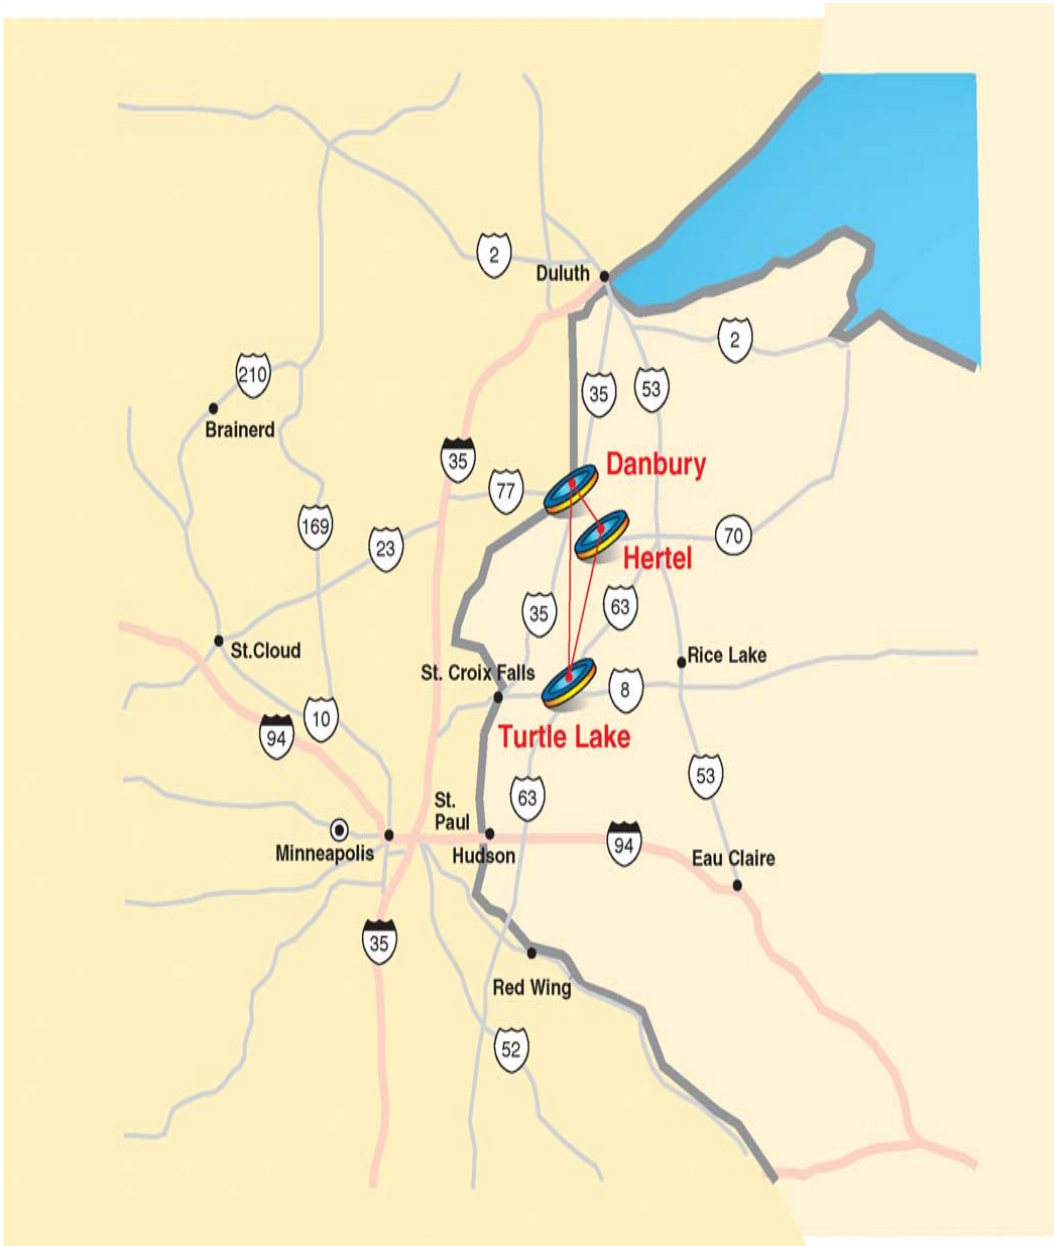 2
Duluth
2
210
35
53
Brainerd
35
Danbury
77
169
23
70
Hertel
35
63
St.Cloud
Rice Lake
St. Croix Falls
8
10
94
Turtle Lake
53
63
St.
Paul
Minneapolis
Hudson
94
Eau Claire
35
Red Wing
52